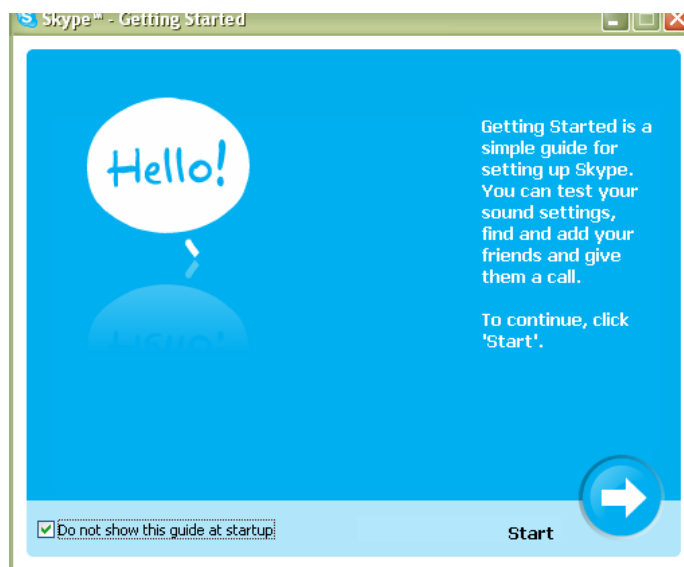 Skype™ - Getting Started
Hello!
Getting Started is a
simple guide for
setting up Skype.
You can test your
sound settings,
find and add your
friends and give
them a call.
To continue, click
'Start'.
Do not show this guide at startup
Start